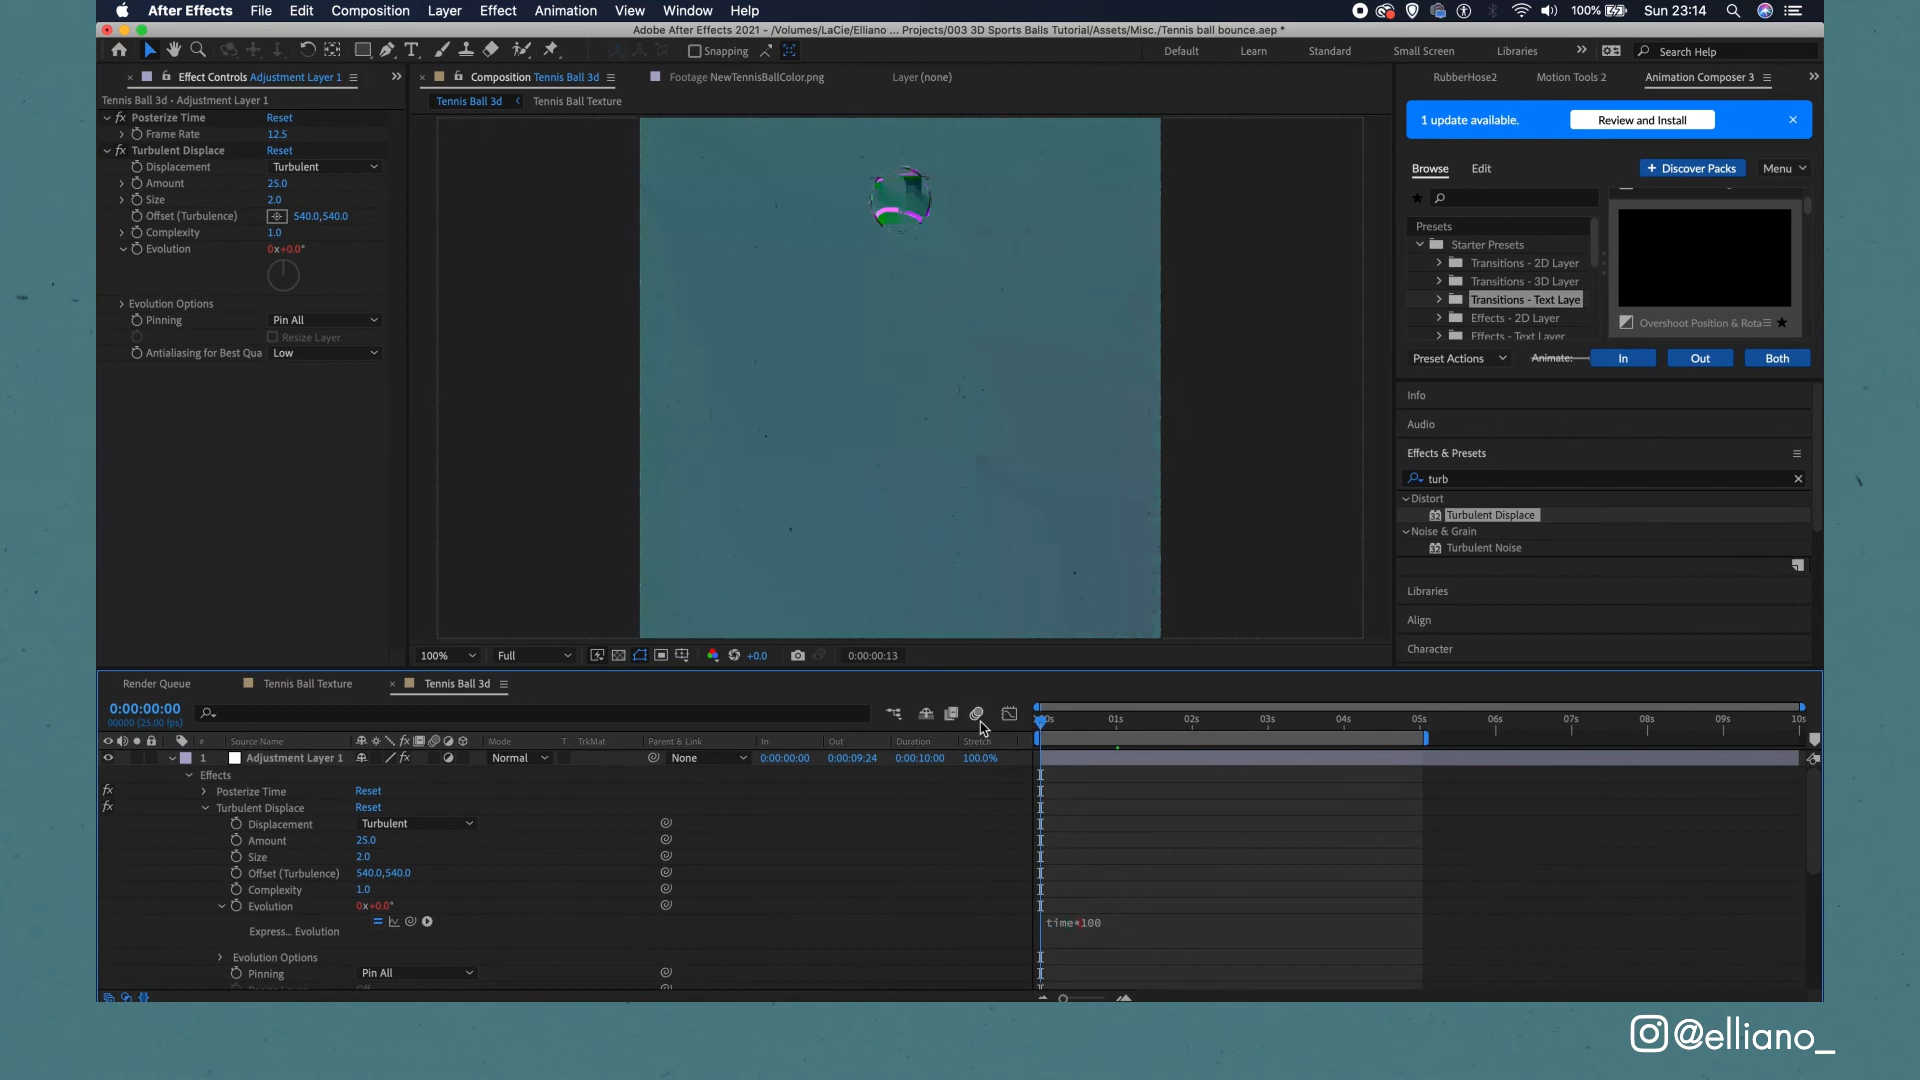 After Effects File Edit Composition Layer Effect Animation View Window Help 100% Sun 23:14
Adobe After Effects 2021 - /Volumes/LaCie/Elliano ... Projects/003 3D Sports Balls Tutorial/Assets/Misc./Tennis ball bounce.aep *
T Snapping Default Learn Standard Small Screen Libraries Search Help
Effect Controls Adjustment Layer 1 Composition Tennis Ball 3d Footage NewTennisBallColor.png Layer (none) RubberHose2 Motion Tools 2 Animation Composer 3
Tennis Ball 3d • Adjustment Layer 1 Tennis Ball 3d Tennis Ball Texture
fx Posterize Time Reset
Frame Rate 12.5
fx Turbulent Displace Reset
Displacement Turbulent
Amount 25.0
Size 2.0
Offset (Turbulence) 540.0,540.0
Complexity 1.0
Evolution 0x+0.0°
Evolution Options
Pinning Pin All
Resize Layer
Antialiasing for Best Qua Low
1 update available. Review and Install
Browse Edit + Discover Packs Menu
Presets
Starter Presets
Transitions - 2D Layer
Transitions - 3D Layer
Transitions - Text Laye
Effects - 2D Layer
Overshoot Position & Rota
Effects - Text Layer
Preset Actions Animate: In Out Both
Info
Audio
Effects & Presets
turb
Distort
32 Turbulent Displace
Noise & Grain
32 Turbulent Noise
Libraries
Align
Character
100% Full +0.0 0:00:00:13
Render Queue Tennis Ball Texture Tennis Ball 3d
0:00:00:00
00000 (25.00 fps)
01s 02s 03s 04s 05s 06s 07s 08s 09s 10s
# Source Name fx Mode T TrkMat Parent & Link In Out Duration Stretch
1 Adjustment Layer 1 fx Normal None 0:00:00:00 0:00:09:24 0:00:10:00 100.0%
Effects
fx Posterize Time Reset
fx Turbulent Displace Reset
Displacement Turbulent
Amount 25.0
Size 2.0
Offset (Turbulence) 540.0,540.0
Complexity 1.0
Evolution 0x+0.0°
Express... Evolution time*100
Evolution Options
Pinning Pin All
@elliano_